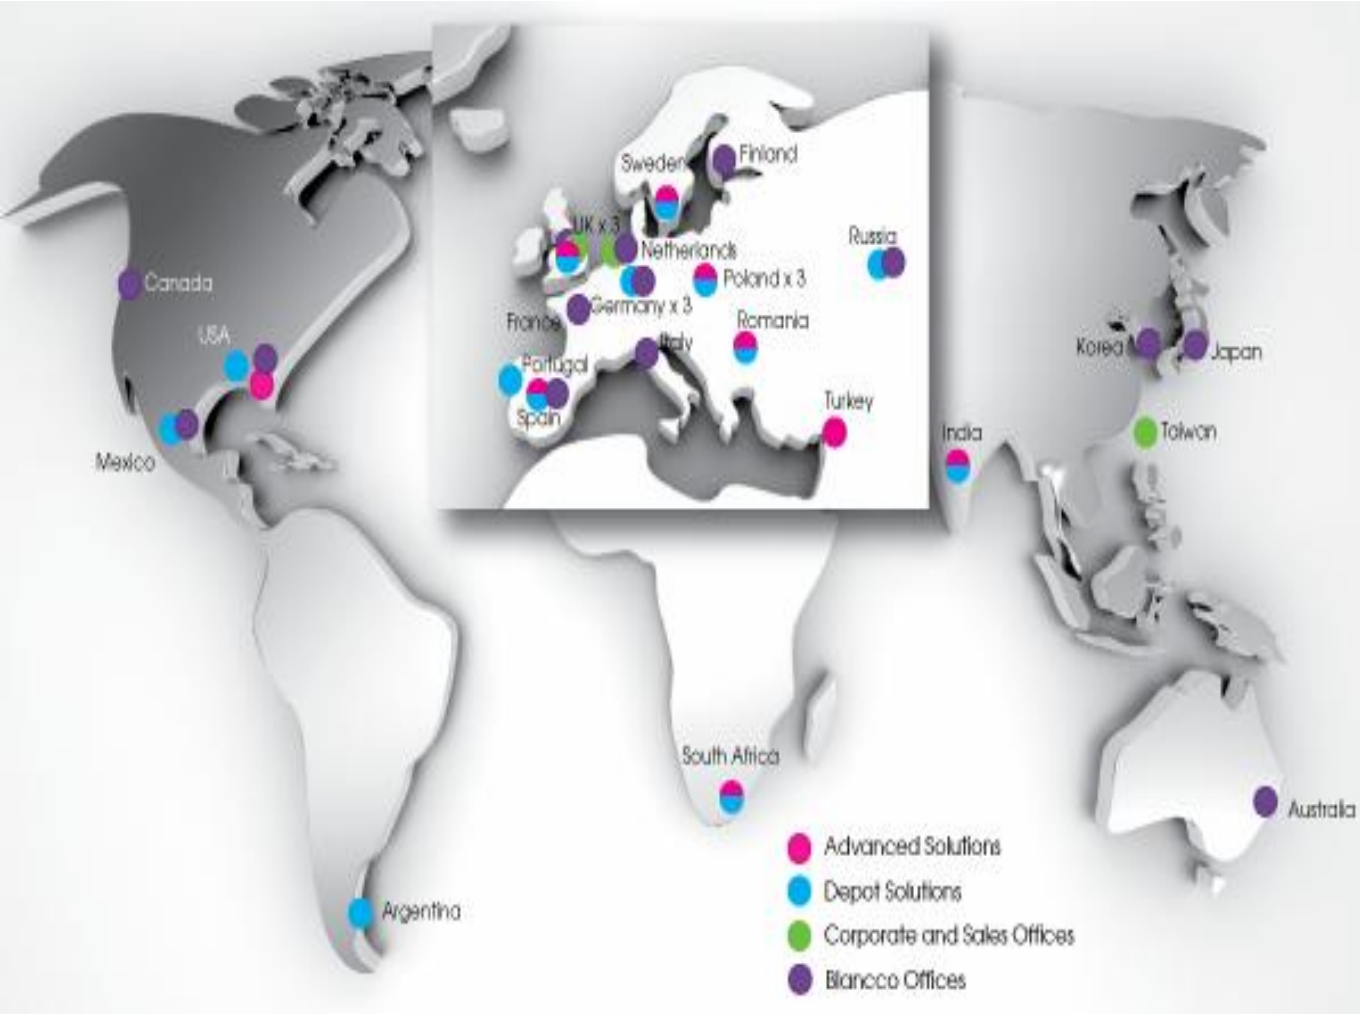 Sweden
Finland
UK x 3
Netherlands
Russia
Poland x 3
Canada
Germany x 3
France
Romania
USA
Italy
Korea
Japan
Portugal
Spain
Turkey
India
Taiwan
Mexico
South Africa
Australia
Argentina
Advanced Solutions
Depot Solutions
Corporate and Sales Offices
Blancco Offices